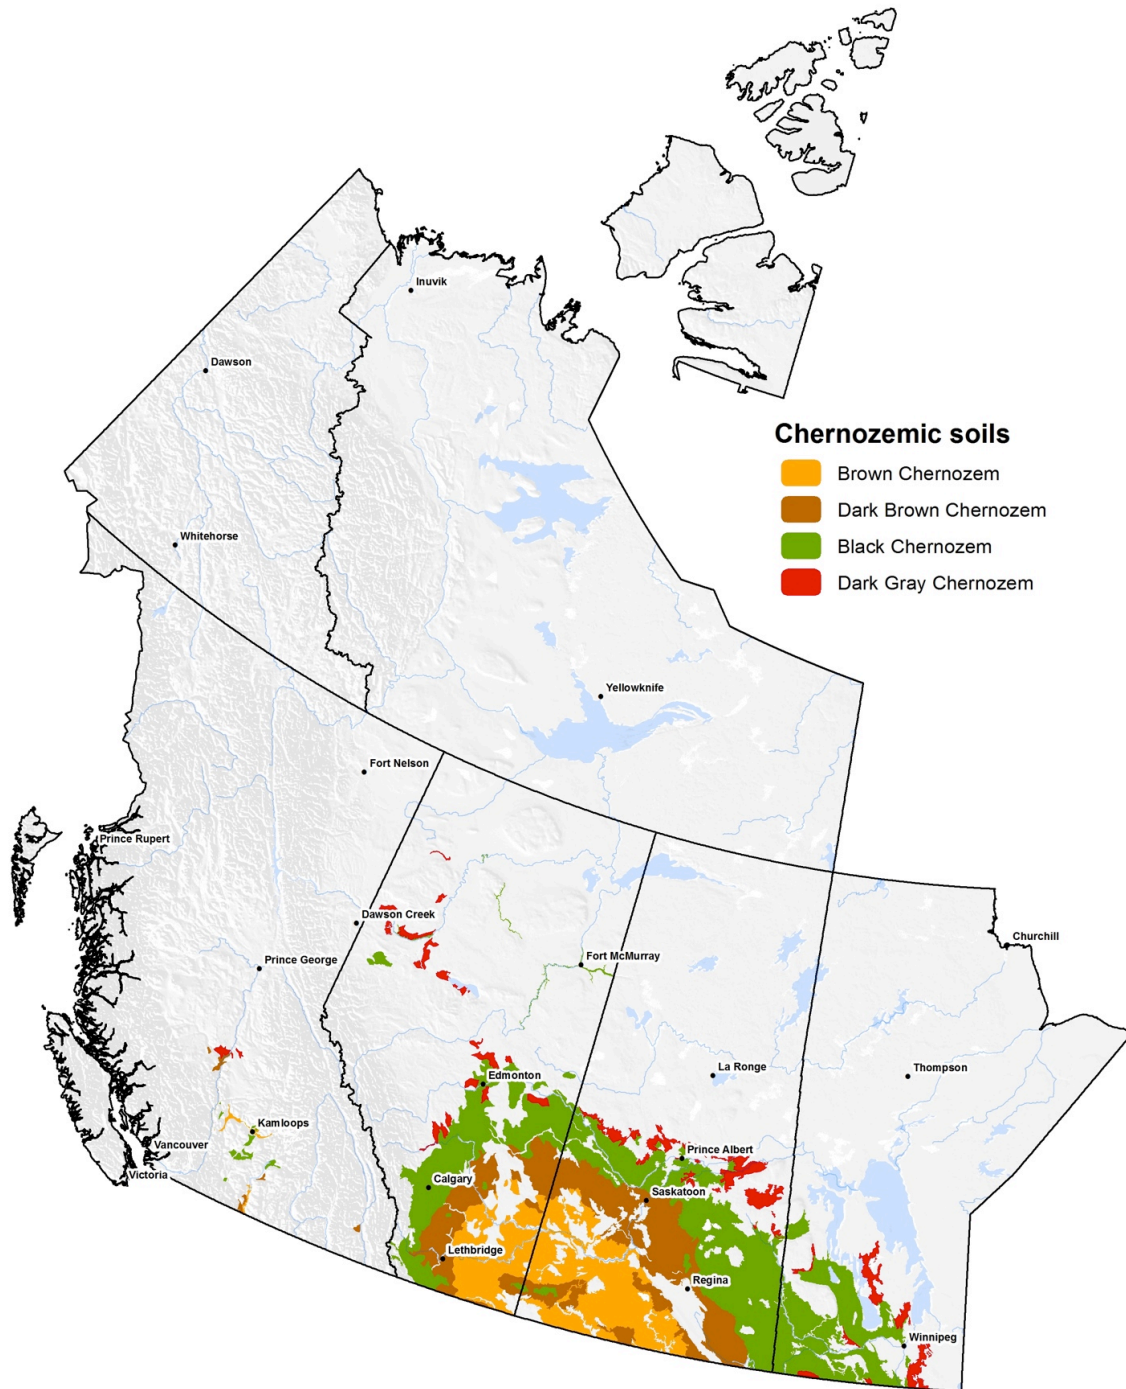 Inuvik
Dawson
Chernozemic soils
Brown Chernozem
Dark Brown Chernozem
Whitehorse
Black Chernozem
Dark Gray Chernozem
Yellowknife
Fort Nelson
Prince Rupert
Dawson Creek
Churchill
Prince George
Fort McMurray
La Ronge
Thompson
Edmonton
Kamloops
Vancouver
Prince Albert
Victoria
Calgary
Saskatoon
Lethbridge
Regina
Winnipeg